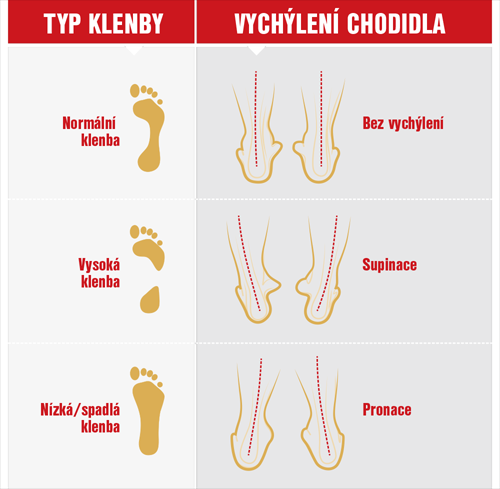 TYP KLENBY
VYCHÝLENÍ CHODIDLA
Normální
klenba
Bez vychýlení
Vysoká
klenba
Supinace
Nízká/spadlá
klenba
Pronace